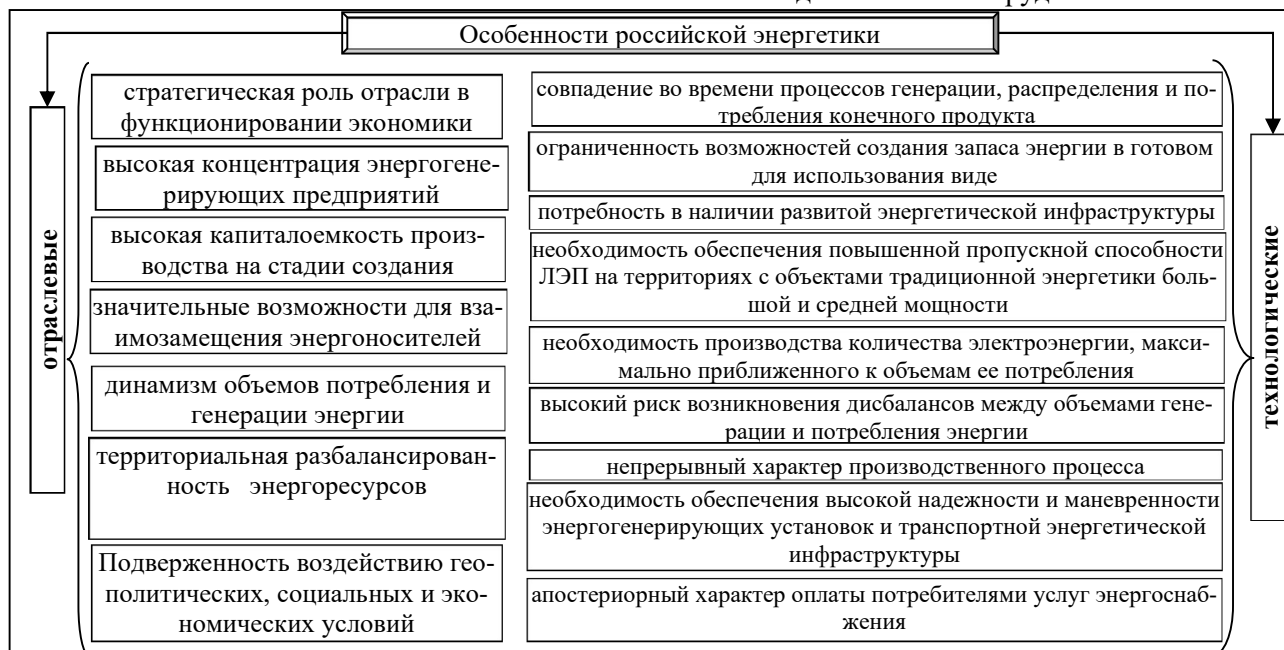 Особенности российской энергетики
отраслевые
стратегическая роль отрасли в
функционировании экономики
высокая концентрация энергогене-
рирующих предприятий
высокая капиталоемкость произ-
водства на стадии создания
значительные возможности для вза-
имозамещения энергоносителей
динамизм объемов потребления и
генерации энергии
территориальная разбалансирован-
ность энергоресурсов
Подверженность воздействию гео-
политических, социальных и эко-
номических условий
совпадение во времени процессов генерации, распределения и по-
требления конечного продукта
ограниченность возможностей создания запаса энергии в готовом
для использования виде
потребность в наличии развитой энергетической инфраструктуры
необходимость обеспечения повышенной пропускной способности
ЛЭП на территориях с объектами традиционной энергетики боль-
шой и средней мощности
необходимость производства количества электроэнергии, макси-
мально приближенного к объемам ее потребления
высокий риск возникновения дисбалансов между объемами гене-
рации и потребления энергии
непрерывный характер производственного процесса
необходимость обеспечения высокой надежности и маневренности
энергогенерирующих установок и транспортной энергетической
инфраструктуры
апостериорный характер оплаты потребителями услуг энергоснаб-
жения
технологические